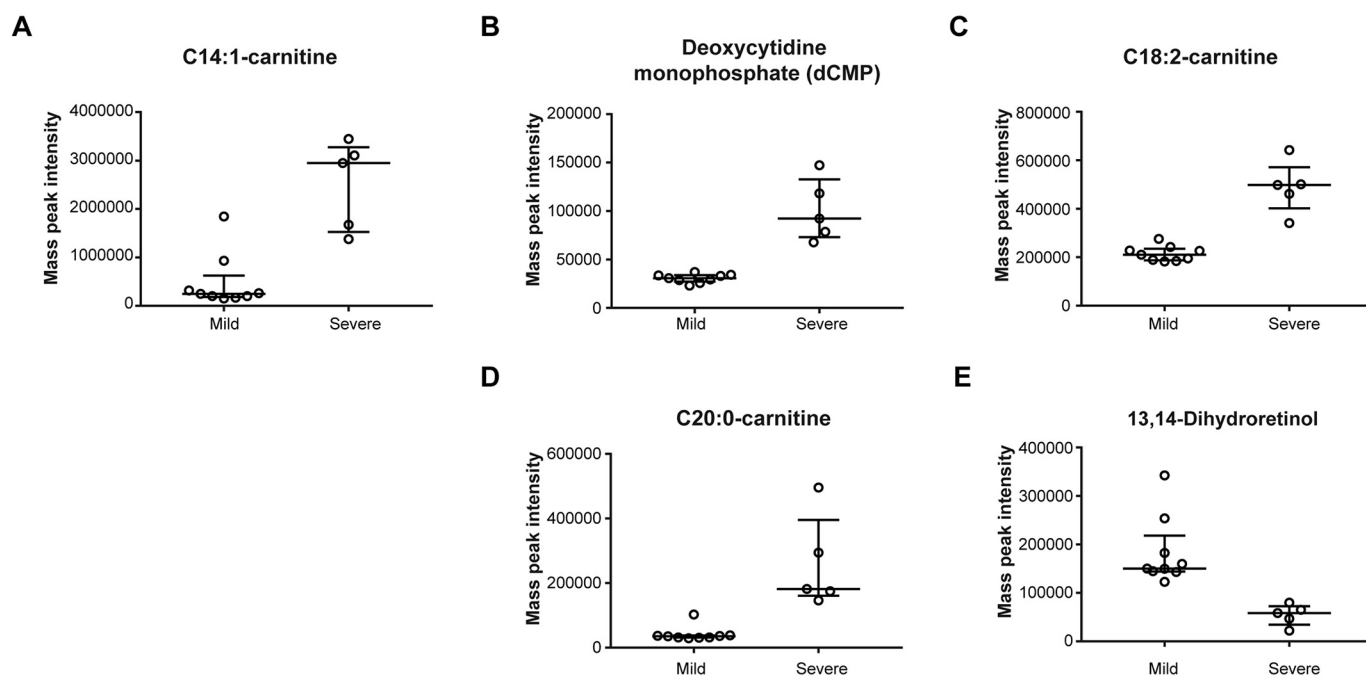 A
C14:1-carnitine
Mass peak intensity
4000000
3000000
2000000
1000000
0
Mild
Severe
B
Deoxycytidine
monophosphate (dCMP)
Mass peak intensity
200000
150000
100000
50000
0
Mild
Severe
C
C18:2-carnitine
Mass peak intensity
800000
600000
400000
200000
0
Mild
Severe
D
C20:0-carnitine
Mass peak intensity
600000
400000
200000
0
Mild
Severe
E
13,14-Dihydroretinol
Mass peak intensity
400000
300000
200000
100000
0
Mild
Severe